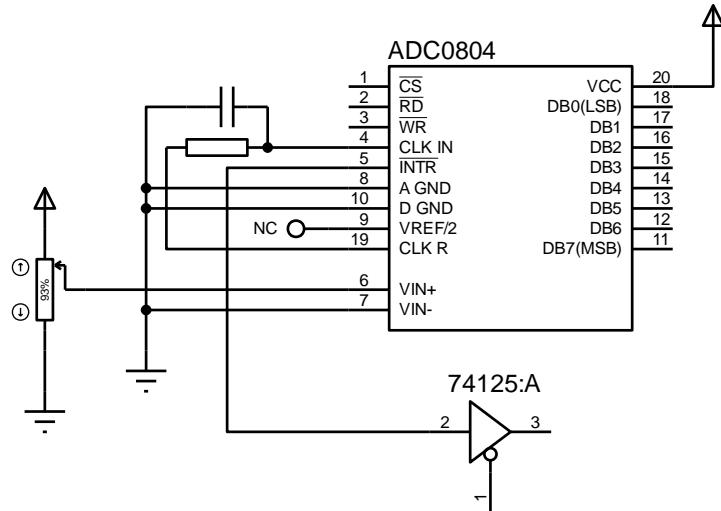 ADC0804
1 CS VCC 20
2 RD DB0(LSB) 18
3 WR DB1 17
4 CLK IN DB2 16
5 INTR DB3 15
8 A GND DB4 14
10 D GND DB5 13
NC 9 VREF/2 DB6 12
19 CLK R DB7(MSB) 11
93%
6 VIN+
7 VIN-
74125:A
2 3
1